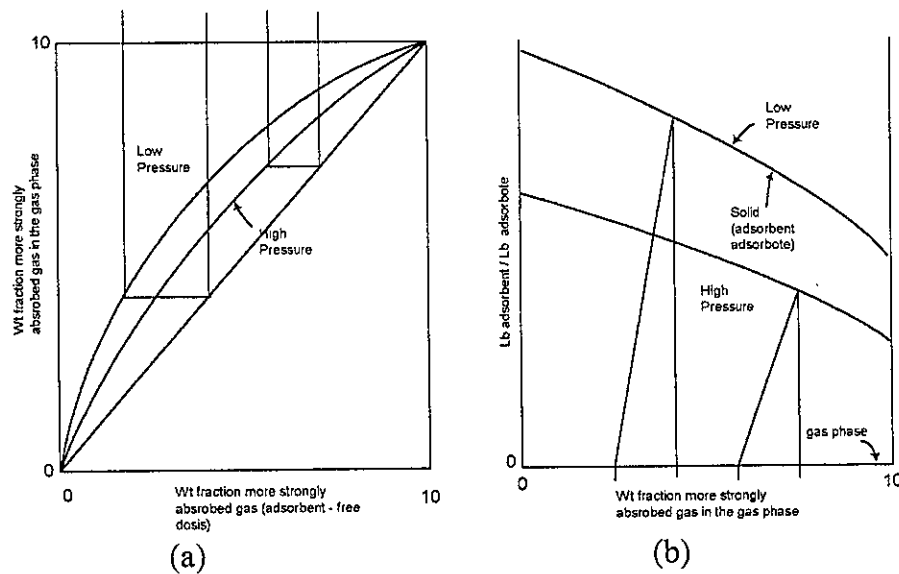 10
Wt fraction more strongly
absrobed gas in the gas phase
Low
Pressure
High
Pressure
0
0
Wt fraction more strongly
absrobed gas (adsorbent - free
dosis)
10
(a)
Lb adsorbent / Lb adsorbote
Low
Pressure
Solid
(adsorbent
adsorbote)
High
Pressure
gas phase
0
0
Wt fraction more strongly
absrobed gas in the gas phase
10
(b)